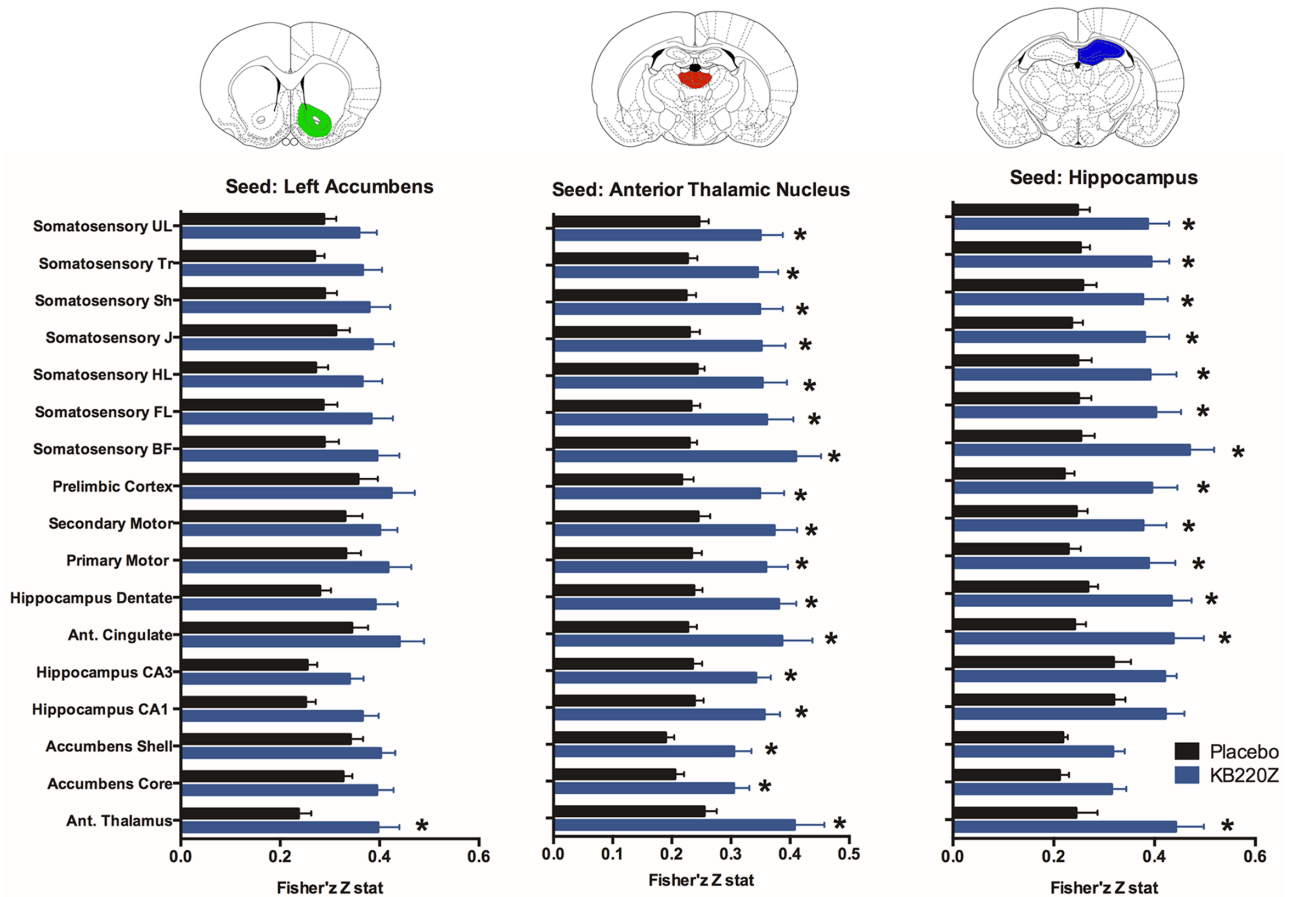 Seed: Left Accumbens
Seed: Anterior Thalamic Nucleus
Seed: Hippocampus
Somatosensory UL
Somatosensory Tr
Somatosensory Sh
Somatosensory J
Somatosensory HL
Somatosensory FL
Somatosensory BF
Prelimbic Cortex
Secondary Motor
Primary Motor
Hippocampus Dentate
Ant. Cingulate
Hippocampus CA3
Hippocampus CA1
Accumbens Shell
Accumbens Core
Ant. Thalamus
*
* * * * * * * * * * * * * * * * *
* * * * * * * * * * * * *
Placebo
KB220Z
0.0 0.2 0.4 0.6
Fisher'z Z stat
0.0 0.1 0.2 0.3 0.4 0.5
Fisher'z Z stat
0.0 0.2 0.4 0.6
Fisher'z Z stat